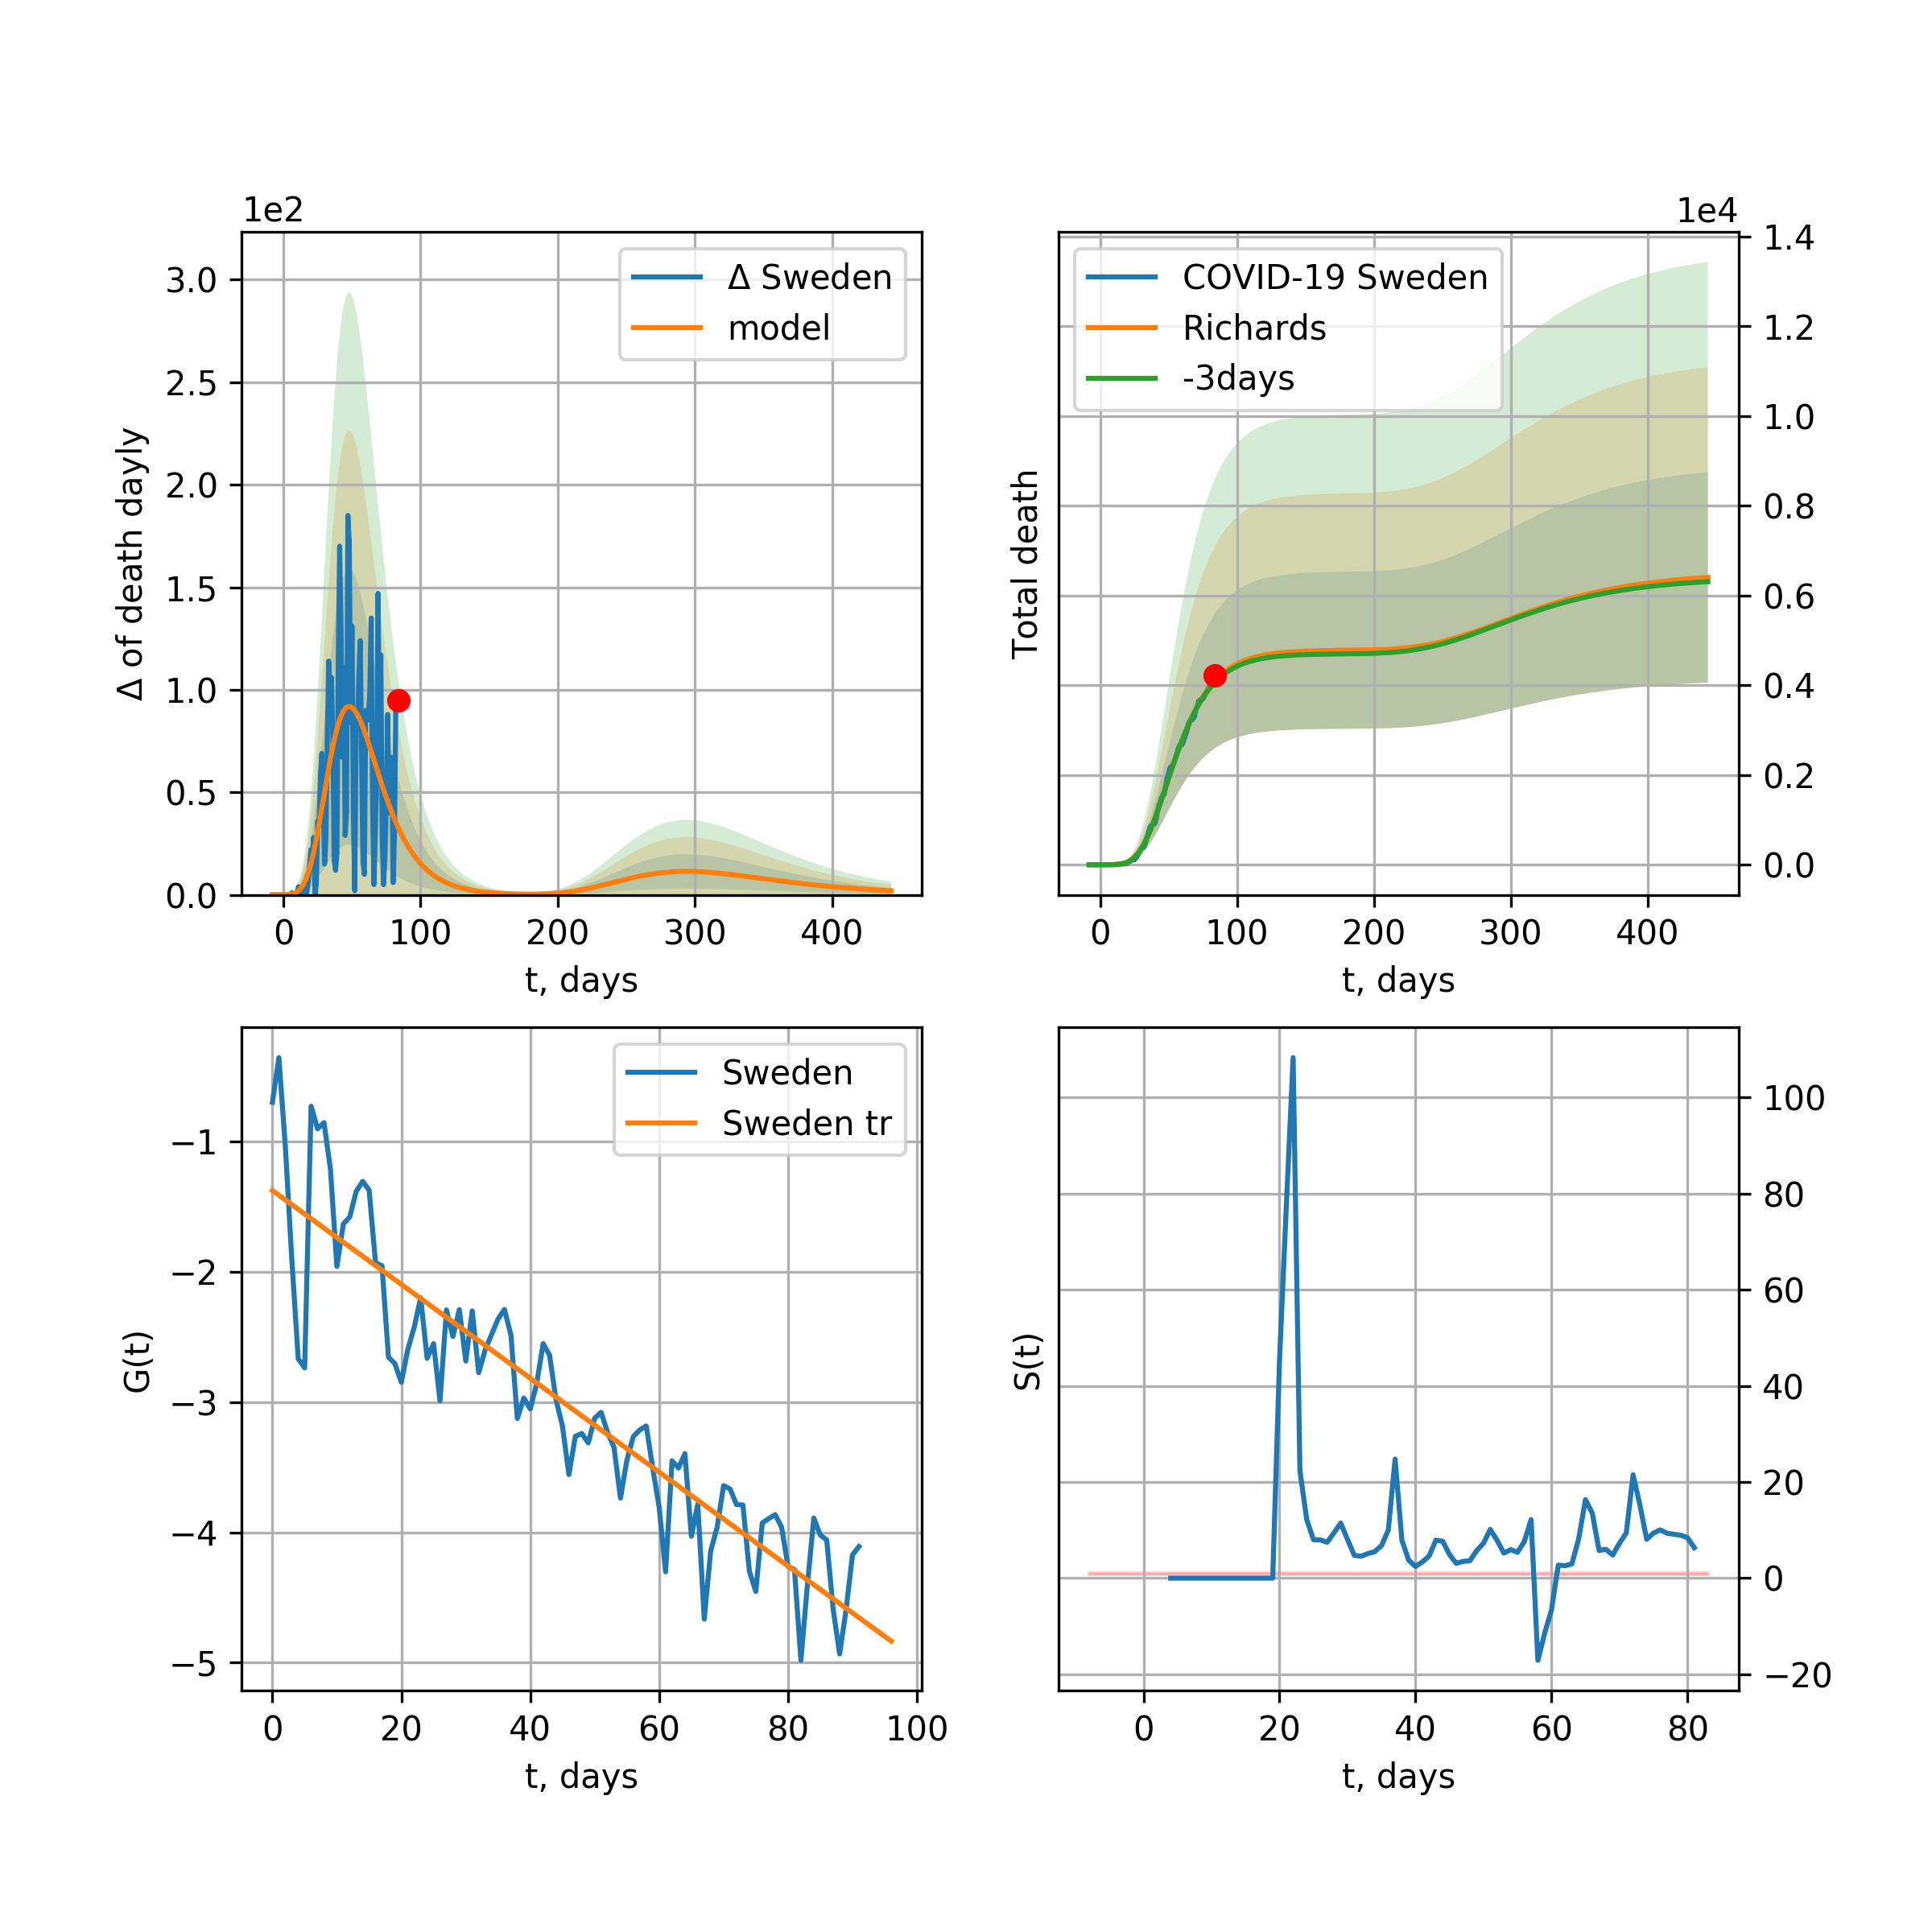 1e2
3.0
2.5
2.0
1.5
1.0
0.5
0.0
Δ of death dayly
Δ Sweden
model
0 100 200 300 400
t, days
1e4
1.4
1.2
1.0
0.8
0.6
0.4
0.2
0.0
Total death
COVID-19 Sweden
Richards
-3days
0 100 200 300 400
t, days
−1
−2
−3
−4
−5
G(t)
Sweden
Sweden tr
0 20 40 60 80 100
t, days
S(t)
100
80
60
40
20
0
−20
0 20 40 60 80
t, days